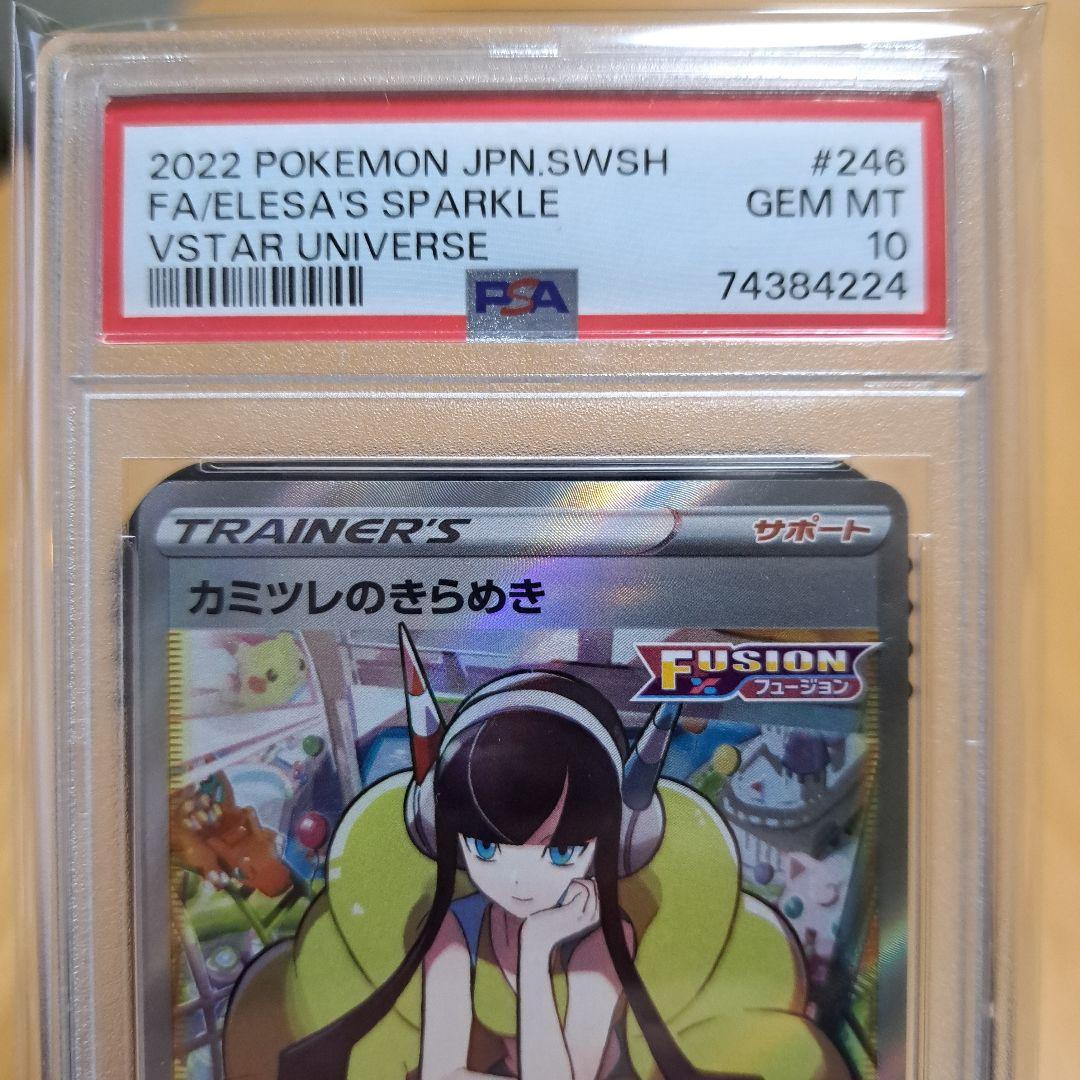 2022 POKEMON JPN.SWSH #246
FA/ELESA'S SPARKLE GEM MT
VSTAR UNIVERSE 10
PSA 74384224
TRAINER'S サポート
カミツレのきらめき
FUSION
フュージョン